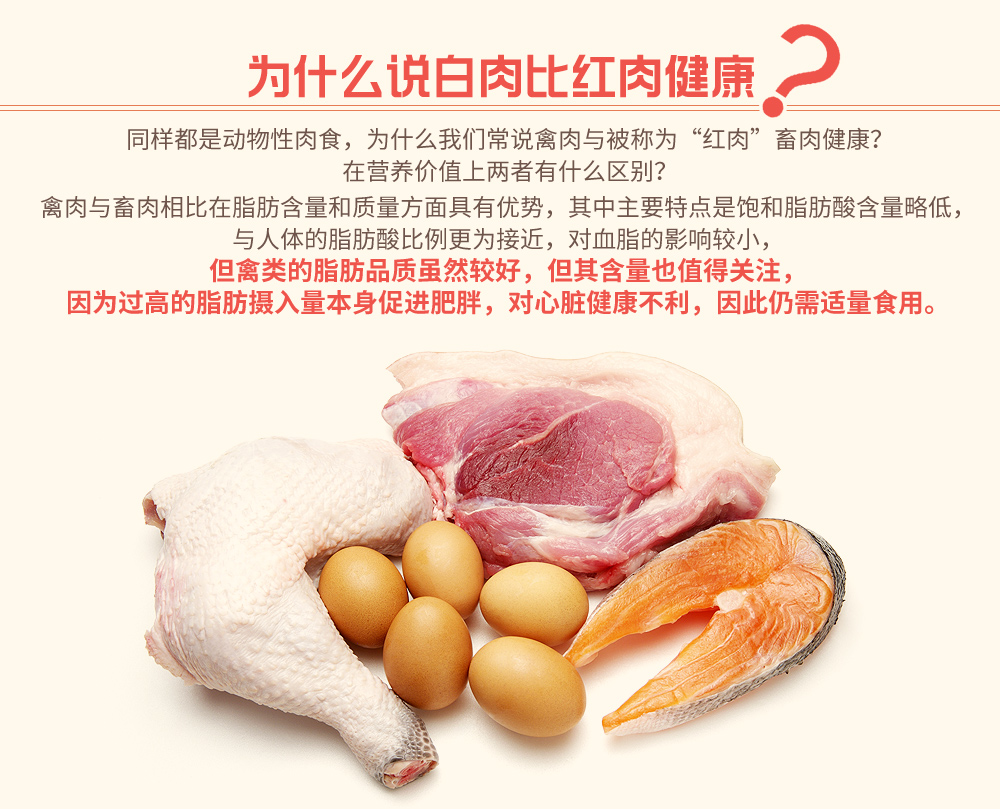 为什么说白肉比红肉健康?
同样都是动物性肉食，为什么我们常说禽肉与被称为“红肉”畜肉健康？
在营养价值上两者有什么区别？
禽肉与畜肉相比在脂肪含量和质量方面具有优势，其中主要特点是饱和脂肪酸含量略低，
与人体的脂肪酸比例更为接近，对血脂的影响较小，
但禽类的脂肪品质虽然较好，但其含量也值得关注，
因为过高的脂肪摄入量本身促进肥胖，对心脏健康不利，因此仍需适量食用。